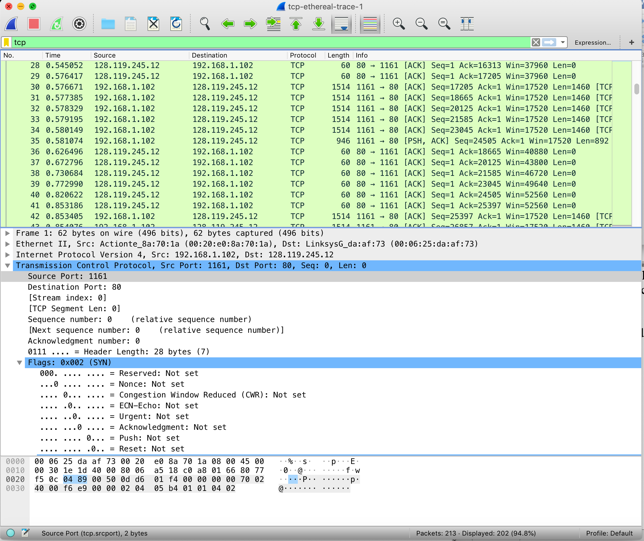 tcp-ethereal-trace-1
tcp
Expression...
+
No. Time Source Destination Protocol Length Info
28 0.545052 128.119.245.12 192.168.1.102 TCP 60 80 → 1161 [ACK] Seq=1 Ack=16313 Win=37960 Len=0
29 0.576417 128.119.245.12 192.168.1.102 TCP 60 80 → 1161 [ACK] Seq=1 Ack=17205 Win=37960 Len=0
30 0.576671 192.168.1.102 128.119.245.12 TCP 1514 1161 → 80 [ACK] Seq=17205 Ack=1 Win=17520 Len=1460 [TCP
31 0.577385 192.168.1.102 128.119.245.12 TCP 1514 1161 → 80 [ACK] Seq=18665 Ack=1 Win=17520 Len=1460 [TCP
32 0.578329 192.168.1.102 128.119.245.12 TCP 1514 1161 → 80 [ACK] Seq=20125 Ack=1 Win=17520 Len=1460 [TCP
33 0.579195 192.168.1.102 128.119.245.12 TCP 1514 1161 → 80 [ACK] Seq=21585 Ack=1 Win=17520 Len=1460 [TCP
34 0.580149 192.168.1.102 128.119.245.12 TCP 1514 1161 → 80 [ACK] Seq=23045 Ack=1 Win=17520 Len=1460 [TCP
35 0.581074 192.168.1.102 128.119.245.12 TCP 946 1161 → 80 [PSH, ACK] Seq=24505 Ack=1 Win=17520 Len=892
36 0.626496 128.119.245.12 192.168.1.102 TCP 60 80 → 1161 [ACK] Seq=1 Ack=18665 Win=40880 Len=0
37 0.672796 128.119.245.12 192.168.1.102 TCP 60 80 → 1161 [ACK] Seq=1 Ack=20125 Win=43800 Len=0
38 0.730684 128.119.245.12 192.168.1.102 TCP 60 80 → 1161 [ACK] Seq=1 Ack=21585 Win=46720 Len=0
39 0.772990 128.119.245.12 192.168.1.102 TCP 60 80 → 1161 [ACK] Seq=1 Ack=23045 Win=49640 Len=0
40 0.820622 128.119.245.12 192.168.1.102 TCP 60 80 → 1161 [ACK] Seq=1 Ack=24505 Win=52560 Len=0
41 0.853186 128.119.245.12 192.168.1.102 TCP 60 80 → 1161 [ACK] Seq=1 Ack=25397 Win=52560 Len=0
42 0.853405 192.168.1.102 128.119.245.12 TCP 1514 1161 → 80 [ACK] Seq=25397 Ack=1 Win=17520 Len=1460 [TCP
Frame 1: 62 bytes on wire (496 bits), 62 bytes captured (496 bits)
Ethernet II, Src: Actionte_8a:70:1a (00:20:e0:8a:70:1a), Dst: LinksysG_da:af:73 (00:06:25:da:af:73)
Internet Protocol Version 4, Src: 192.168.1.102, Dst: 128.119.245.12
Transmission Control Protocol, Src Port: 1161, Dst Port: 80, Seq: 0, Len: 0
Source Port: 1161
Destination Port: 80
[Stream index: 0]
[TCP Segment Len: 0]
Sequence number: 0 (relative sequence number)
[Next sequence number: 0 (relative sequence number)]
Acknowledgment number: 0
0111 .... = Header Length: 28 bytes (7)
Flags: 0x002 (SYN)
000. .... .... = Reserved: Not set
...0 .... .... = Nonce: Not set
.... 0... .... = Congestion Window Reduced (CWR): Not set
.... .0.. .... = ECN-Echo: Not set
.... ..0. .... = Urgent: Not set
.... ...0 .... = Acknowledgment: Not set
.... .... 0... = Push: Not set
.... .... .0.. = Reset: Not set
0000 00 06 25 da af 73 00 20 e0 8a 70 1a 08 00 45 00 ··%··s· ··p···E·
0010 00 30 1e 1d 40 00 80 06 a5 18 c0 a8 01 66 80 77 ·0··@··· ·····f·w
0020 f5 0c 04 89 00 50 0d d6 01 f4 00 00 00 00 70 02 ·····P·· ······p·
0030 40 00 f6 e9 00 00 02 04 05 b4 01 01 04 02 @······· ······
Source Port (tcp.srcport), 2 bytes
Packets: 213 · Displayed: 202 (94.8%)
Profile: Default